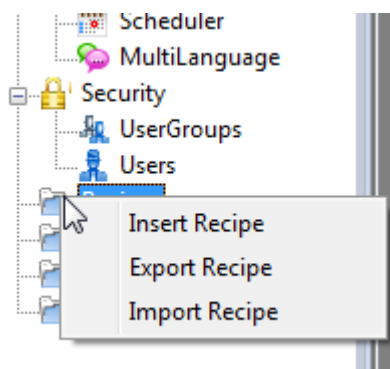 Scheduler
MultiLanguage
Security
UserGroups
Users
Insert Recipe
Export Recipe
Import Recipe